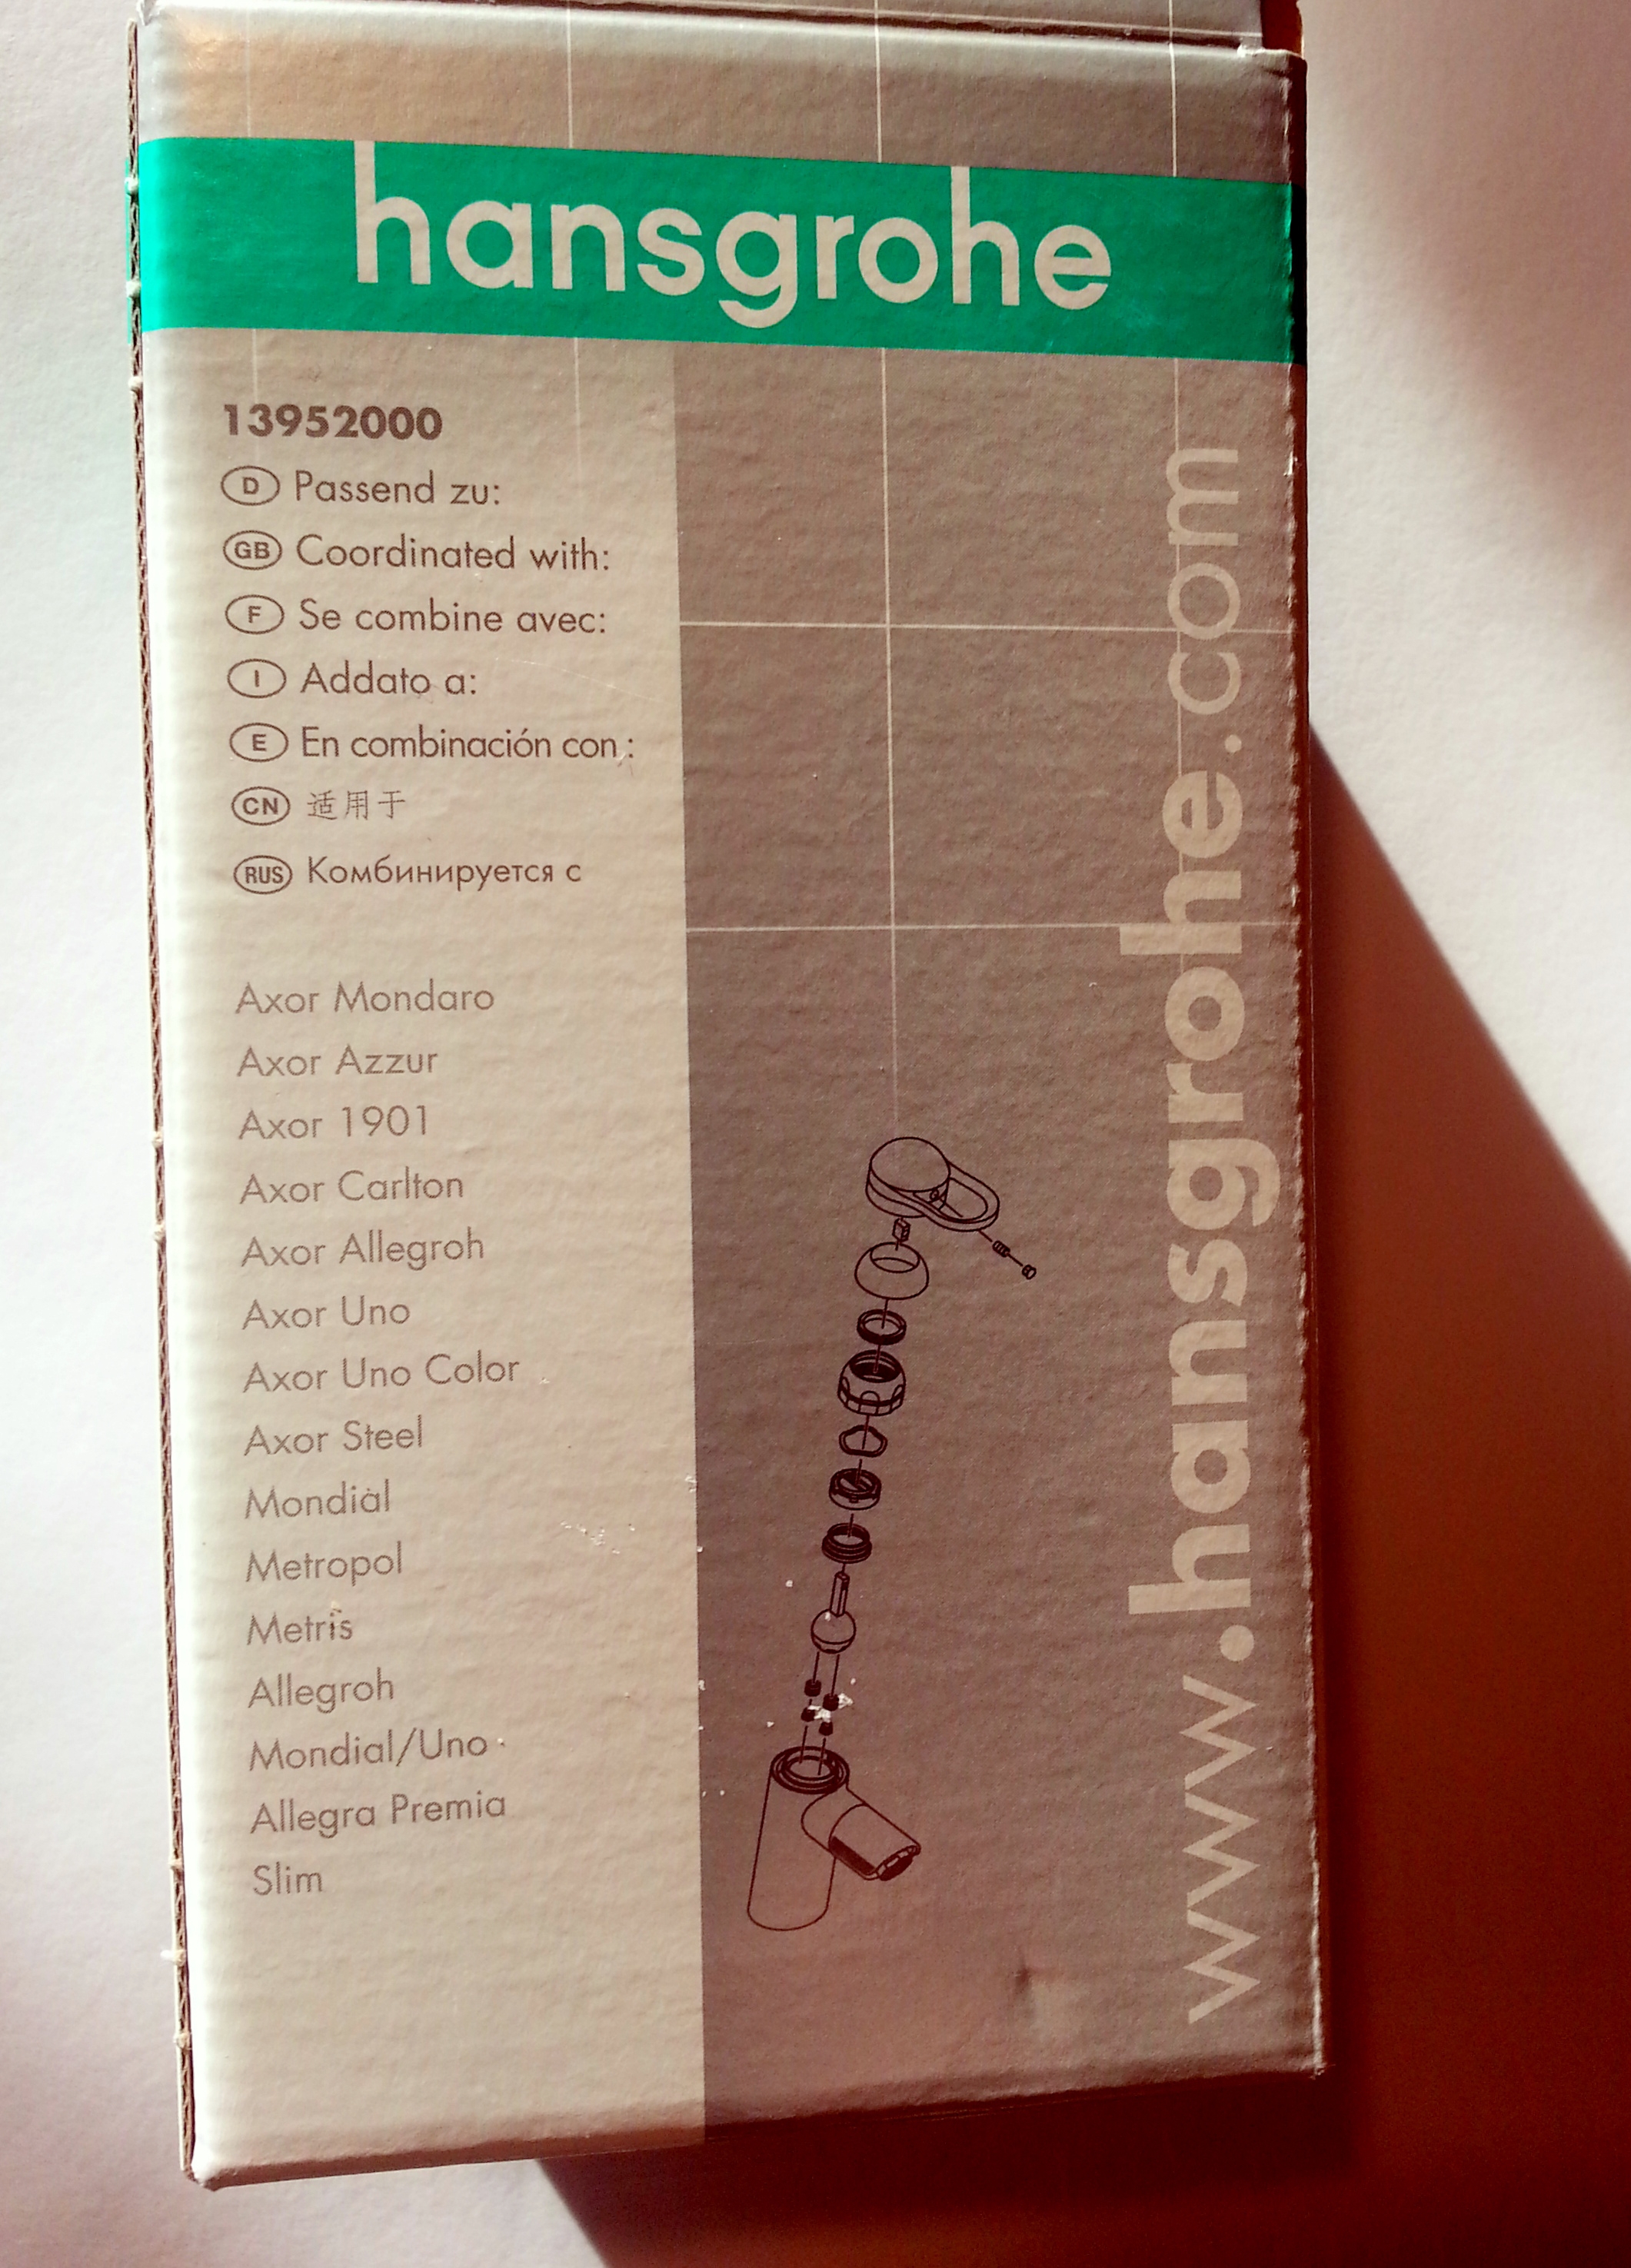 hansgrohe
13952000
D Passend zu:
GB Coordinated with:
F Se combine avec:
I Addato a:
E En combinación con :
CN 适用于
RUS Комбинируется с
Axor Mondaro
Axor Azzur
Axor 1901
Axor Carlton
Axor Allegroh
Axor Uno
Axor Uno Color
Axor Steel
Mondial
Metropol
Metris
Allegroh
Mondial/Uno
Allegra Premia
Slim
www.hansgrohe.com